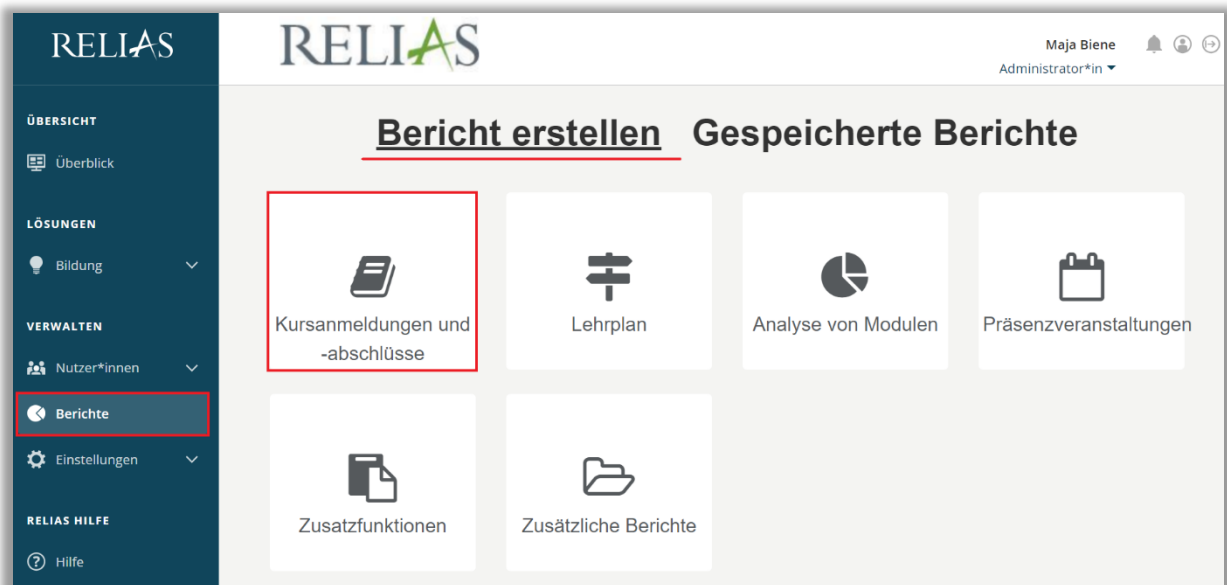 RELIAS
RELIAS
Maja Biene
Administrator*in
ÜBERSICHT
Überblick
LÖSUNGEN
Bildung
VERWALTEN
Nutzer*innen
Berichte
Einstellungen
RELIAS HILFE
Hilfe
Bericht erstellen Gespeicherte Berichte
Kursanmeldungen und
-abschlüsse
Lehrplan
Analyse von Modulen
Präsenzveranstaltungen
Zusatzfunktionen
Zusätzliche Berichte